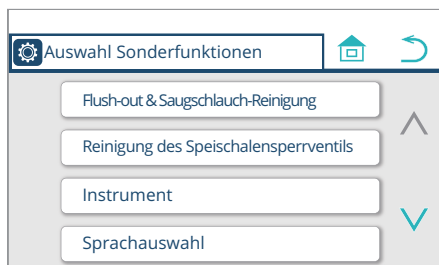 Auswahl Sonderfunktionen
Flush-out & Saugschlauch-Reinigung
Reinigung des Speischalensperrventils
Instrument
Sprachauswahl